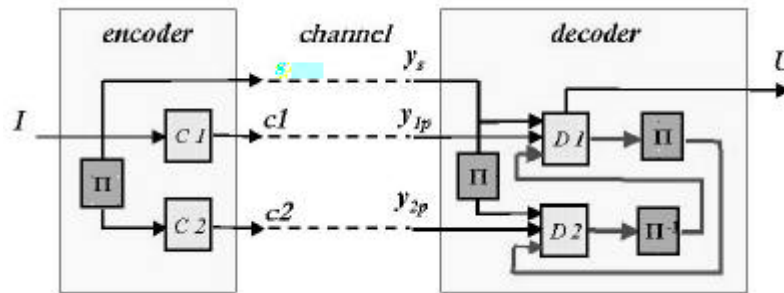 encoder channel decoder
s y_s U
I C 1 c1 y_1p D 1 Π
Π Π
C 2 c2 y_2p D 2 Π⁻¹